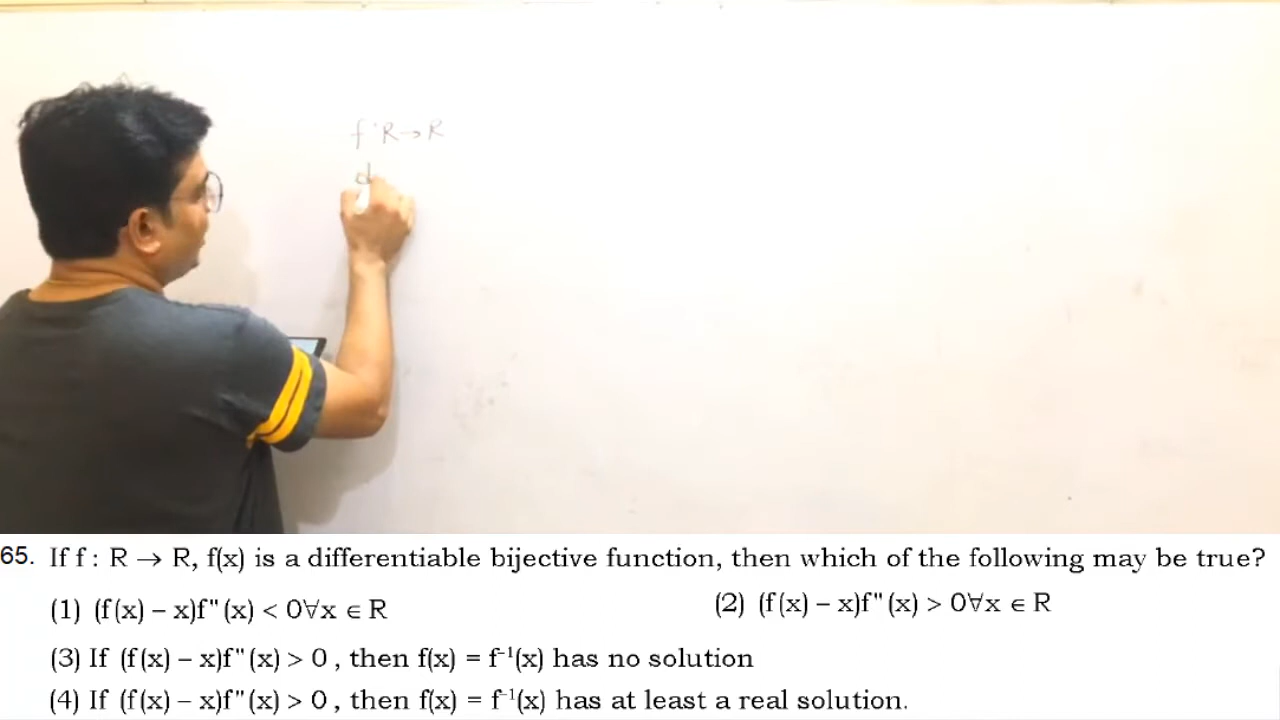 f : R → R
d
65. If f : R → R, f(x) is a differentiable bijective function, then which of the following may be true?
(1) (f(x) – x)f"(x) < 0∀x ∈ R (2) (f(x) – x)f"(x) > 0∀x ∈ R
(3) If (f(x) – x)f"(x) > 0, then f(x) = f⁻¹(x) has no solution
(4) If (f(x) – x)f"(x) > 0, then f(x) = f⁻¹(x) has at least a real solution.